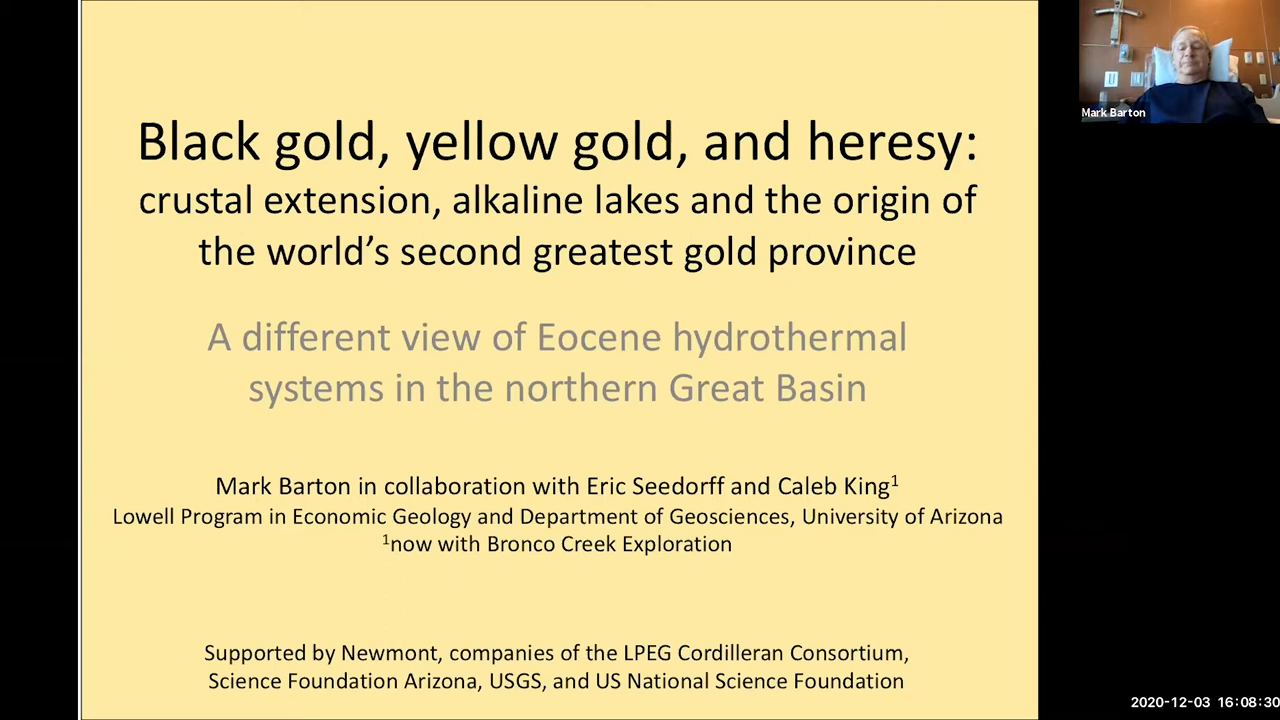 Black gold, yellow gold, and heresy:
crustal extension, alkaline lakes and the origin of
the world’s second greatest gold province
A different view of Eocene hydrothermal
systems in the northern Great Basin
Mark Barton in collaboration with Eric Seedorff and Caleb King¹
Lowell Program in Economic Geology and Department of Geosciences, University of Arizona
¹now with Bronco Creek Exploration
Supported by Newmont, companies of the LPEG Cordilleran Consortium,
Science Foundation Arizona, USGS, and US National Science Foundation
Mark Barton
2020-12-03 16:08:30